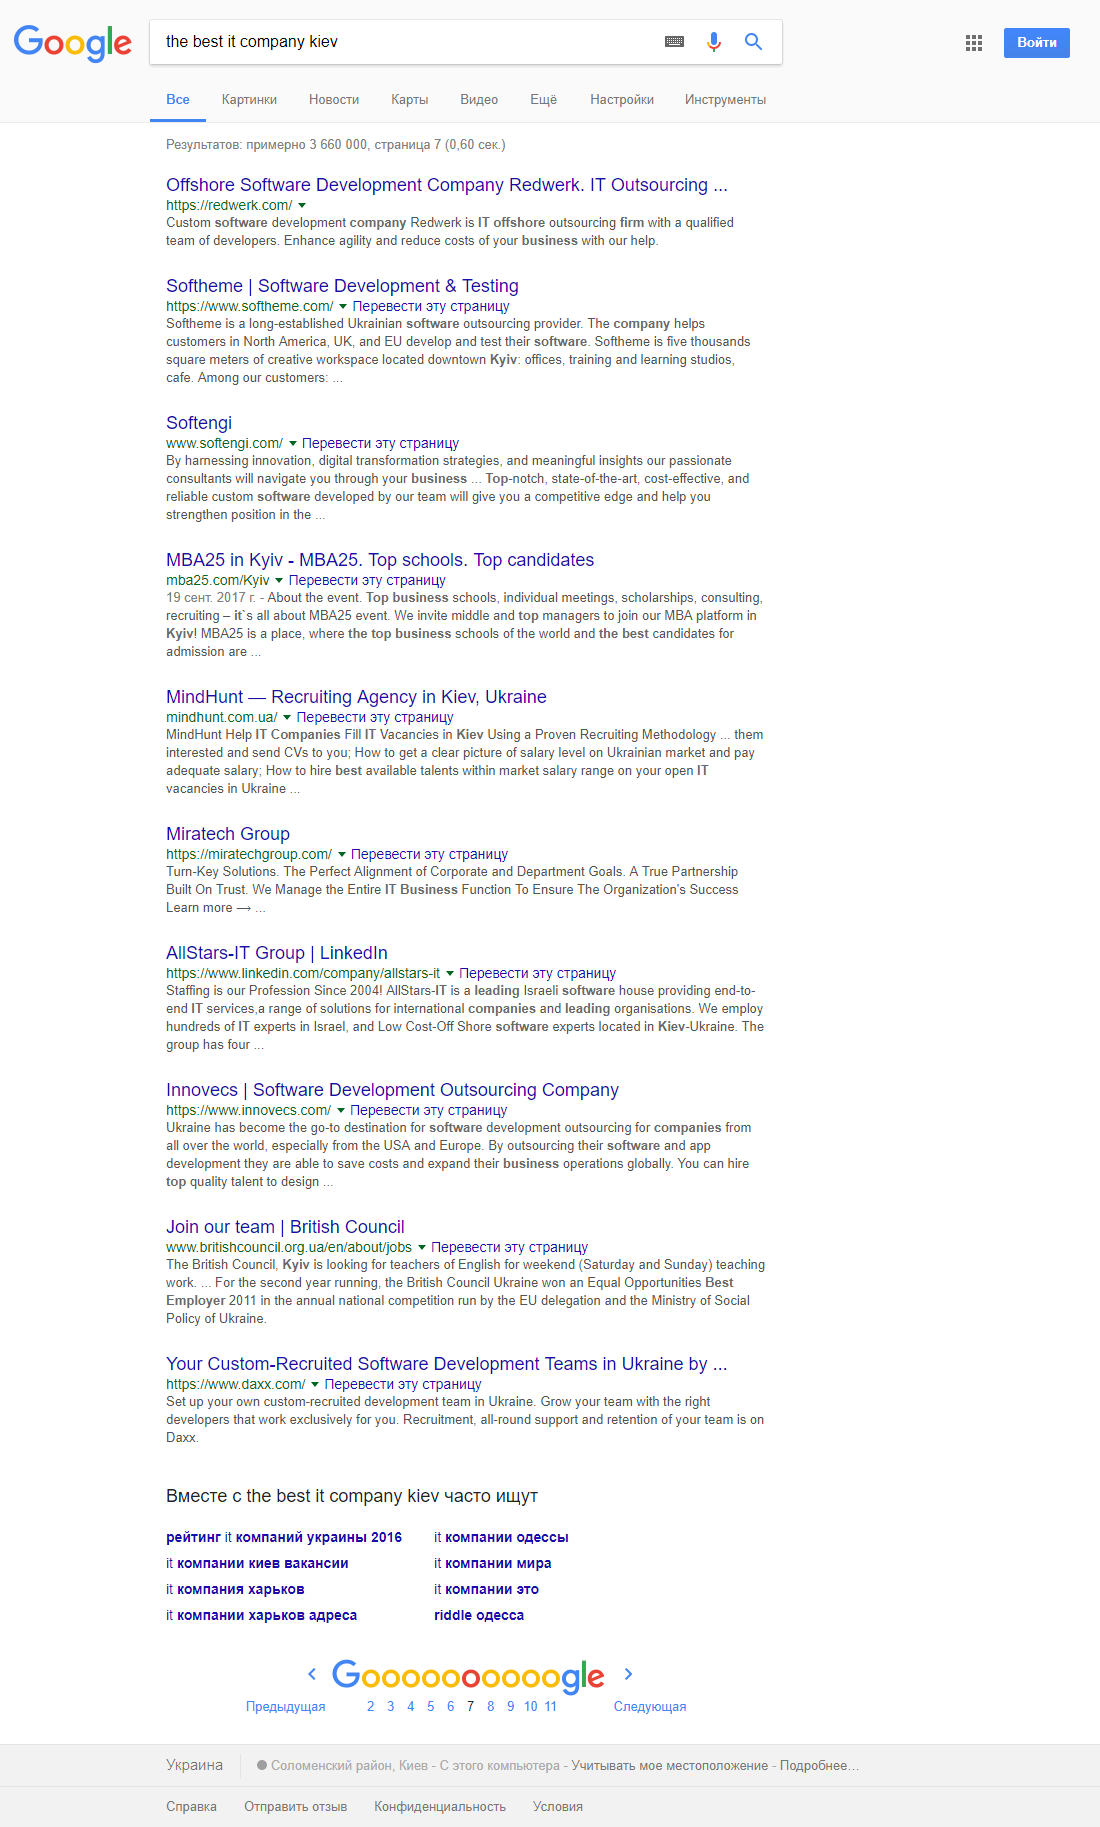 Google
the best it company kiev
Войти
Все Картинки Новости Карты Видео Ещё Настройки Инструменты
Результатов: примерно 3 660 000, страница 7 (0,60 сек.)
Offshore Software Development Company Redwerk. IT Outsourcing ...
https://redwerk.com/
Custom software development company Redwerk is IT offshore outsourcing firm with a qualified
team of developers. Enhance agility and reduce costs of your business with our help.
Softheme | Software Development & Testing
https://www.softheme.com/ Перевести эту страницу
Softheme is a long-established Ukrainian software outsourcing provider. The company helps
customers in North America, UK, and EU develop and test their software. Softheme is five thousands
square meters of creative workspace located downtown Kyiv: offices, training and learning studios,
cafe. Among our customers: ...
Softengi
www.softengi.com/ Перевести эту страницу
By harnessing innovation, digital transformation strategies, and meaningful insights our passionate
consultants will navigate you through your business ... Top-notch, state-of-the-art, cost-effective, and
reliable custom software developed by our team will give you a competitive edge and help you
strengthen position in the ...
MBA25 in Kyiv - MBA25. Top schools. Top candidates
mba25.com/Kyiv Перевести эту страницу
19 сент. 2017 г. - About the event. Top business schools, individual meetings, scholarships, consulting,
recruiting – it`s all about MBA25 event. We invite middle and top managers to join our MBA platform in
Kyiv! MBA25 is a place, where the top business schools of the world and the best candidates for
admission are ...
MindHunt — Recruiting Agency in Kiev, Ukraine
mindhunt.com.ua/ Перевести эту страницу
MindHunt Help IT Companies Fill IT Vacancies in Kiev Using a Proven Recruiting Methodology ... them
interested and send CVs to you; How to get a clear picture of salary level on Ukrainian market and pay
adequate salary; How to hire best available talents within market salary range on your open IT
vacancies in Ukraine ...
Miratech Group
https://miratechgroup.com/ Перевести эту страницу
Turn-Key Solutions. The Perfect Alignment of Corporate and Department Goals. A True Partnership
Built On Trust. We Manage the Entire IT Business Function To Ensure The Organization's Success
Learn more ⟶ ...
AllStars-IT Group | LinkedIn
https://www.linkedin.com/company/allstars-it Перевести эту страницу
Staffing is our Profession Since 2004! AllStars-IT is a leading Israeli software house providing end-to-
end IT services,a range of solutions for international companies and leading organisations. We employ
hundreds of IT experts in Israel, and Low Cost-Off Shore software experts located in Kiev-Ukraine. The
group has four ...
Innovecs | Software Development Outsourcing Company
https://www.innovecs.com/ Перевести эту страницу
Ukraine has become the go-to destination for software development outsourcing for companies from
all over the world, especially from the USA and Europe. By outsourcing their software and app
development they are able to save costs and expand their business operations globally. You can hire
top quality talent to design ...
Join our team | British Council
www.britishcouncil.org.ua/en/about/jobs Перевести эту страницу
The British Council, Kyiv is looking for teachers of English for weekend (Saturday and Sunday) teaching
work. ... For the second year running, the British Council Ukraine won an Equal Opportunities Best
Employer 2011 in the annual national competition run by the EU delegation and the Ministry of Social
Policy of Ukraine.
Your Custom-Recruited Software Development Teams in Ukraine by ...
https://www.daxx.com/ Перевести эту страницу
Set up your own custom-recruited development team in Ukraine. Grow your team with the right
developers that work exclusively for you. Recruitment, all-round support and retention of your team is on
Daxx.
Вместе с the best it company kiev часто ищут
рейтинг it компаний украины 2016 it компании одессы
it компании киев вакансии it компании мира
it компания харьков it компании это
it компании харьков адреса riddle одесса
Goooooooooogle
Предыдущая 2 3 4 5 6 7 8 9 10 11 Следующая
Украина Соломенский район, Киев - С этого компьютера - Учитывать мое местоположение - Подробнее…
Справка Отправить отзыв Конфиденциальность Условия